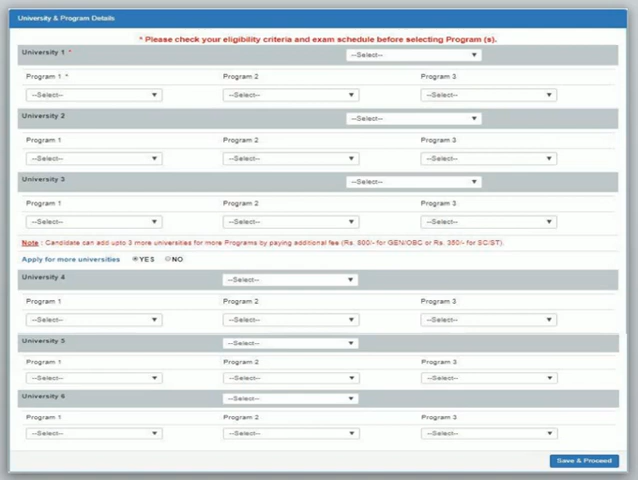 University & Program Details
* Please check your eligibility criteria and exam schedule before selecting Program (s).
University 1 * --Select--
Program 1 * Program 2 Program 3
--Select-- --Select-- --Select--
University 2 --Select--
Program 1 Program 2 Program 3
--Select-- --Select-- --Select--
University 3 --Select--
Program 1 Program 2 Program 3
--Select-- --Select-- --Select--
Note : Candidate can add upto 3 more universities for more Programs by paying additional fee (Rs. 800/- for GEN/OBC or Rs. 350/- for SC/ST).
Apply for more universities YES NO
University 4 --Select--
Program 1 Program 2 Program 3
--Select-- --Select-- --Select--
University 5 --Select--
Program 1 Program 2 Program 3
--Select-- --Select-- --Select--
University 6 --Select--
Program 1 Program 2 Program 3
--Select-- --Select-- --Select--
Save & Proceed